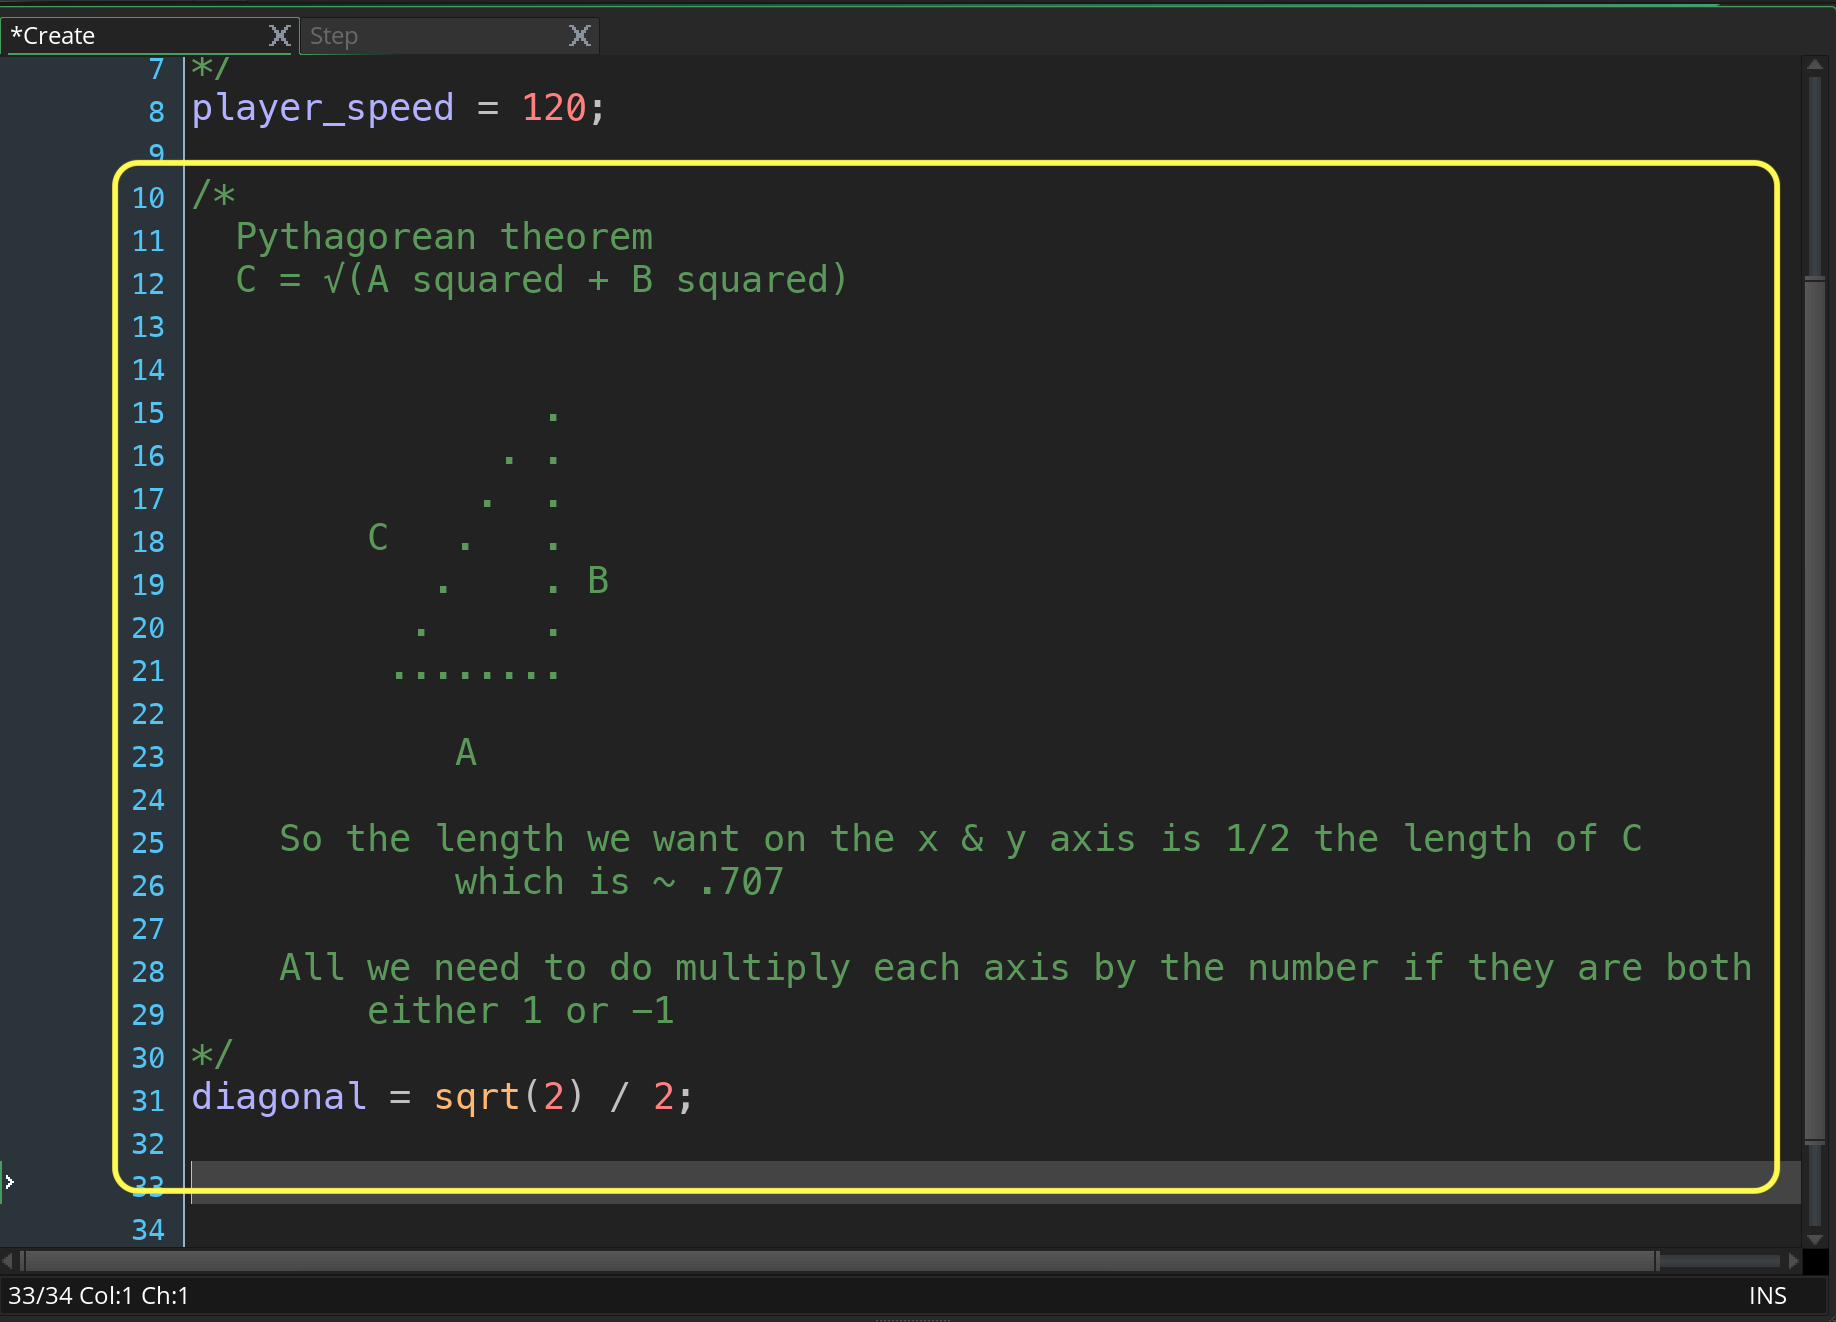 *Create Step
7 */
8 player_speed = 120;
9
10 /*
11 Pythagorean theorem
12 C = √(A squared + B squared)
13
14
15 .
16 . .
17 . .
18 C . .
19 . . B
20 . .
21 ........
22
23 A
24
25 So the length we want on the x & y axis is 1/2 the length of C
26 which is ~ .707
27
28 All we need to do multiply each axis by the number if they are both
29 either 1 or −1
30 */
31 diagonal = sqrt(2) / 2;
32
33
34
33/34 Col:1 Ch:1 INS